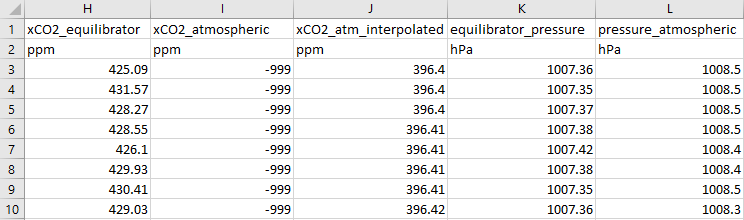 H I J K L
1 xCO2_equilibrator xCO2_atmospheric xCO2_atm_interpolated equilibrator_pressure pressure_atmospheric
2 ppm ppm ppm hPa hPa
3 425.09 -999 396.4 1007.36 1008.5
4 431.57 -999 396.4 1007.35 1008.5
5 428.27 -999 396.4 1007.37 1008.5
6 428.55 -999 396.41 1007.38 1008.5
7 426.1 -999 396.41 1007.42 1008.4
8 429.93 -999 396.41 1007.38 1008.4
9 430.41 -999 396.41 1007.35 1008.5
10 429.03 -999 396.42 1007.36 1008.3